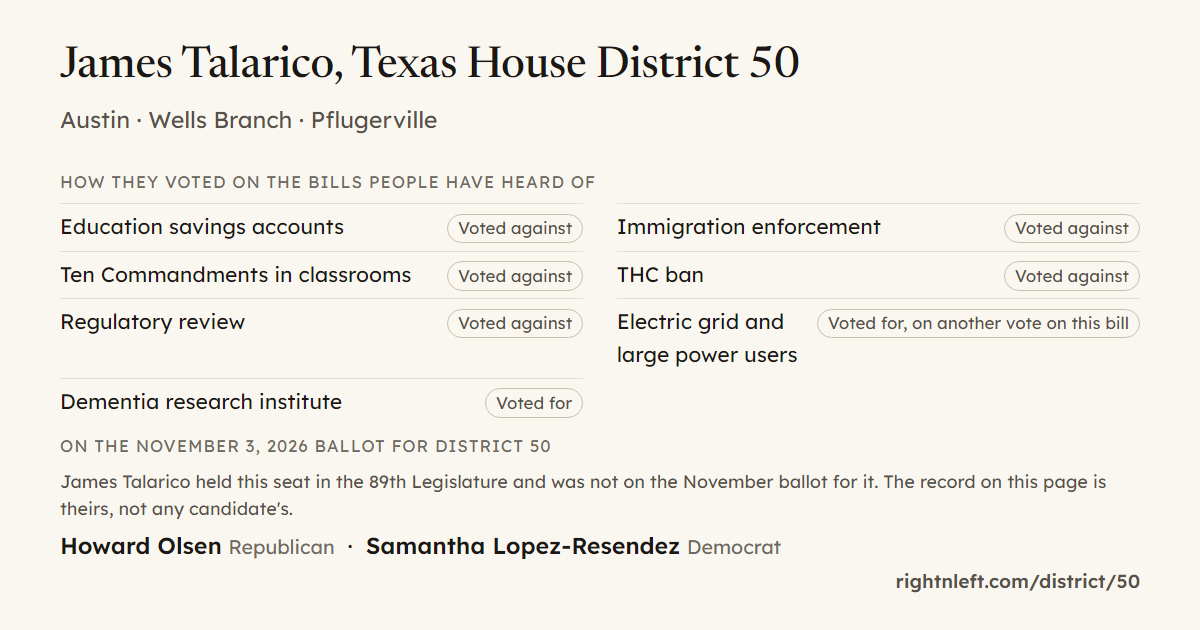 James Talarico, Texas House District 50
Austin · Wells Branch · Pflugerville
HOW THEY VOTED ON THE BILLS PEOPLE HAVE HEARD OF
Education savings accounts Voted against
Immigration enforcement Voted against
Ten Commandments in classrooms Voted against
THC ban Voted against
Regulatory review Voted against
Electric grid and large power users Voted for, on another vote on this bill
Dementia research institute Voted for
ON THE NOVEMBER 3, 2026 BALLOT FOR DISTRICT 50
James Talarico held this seat in the 89th Legislature and was not on the November ballot for it. The record on this page is
theirs, not any candidate's.
Howard Olsen Republican · Samantha Lopez-Resendez Democrat
rightnleft.com/district/50